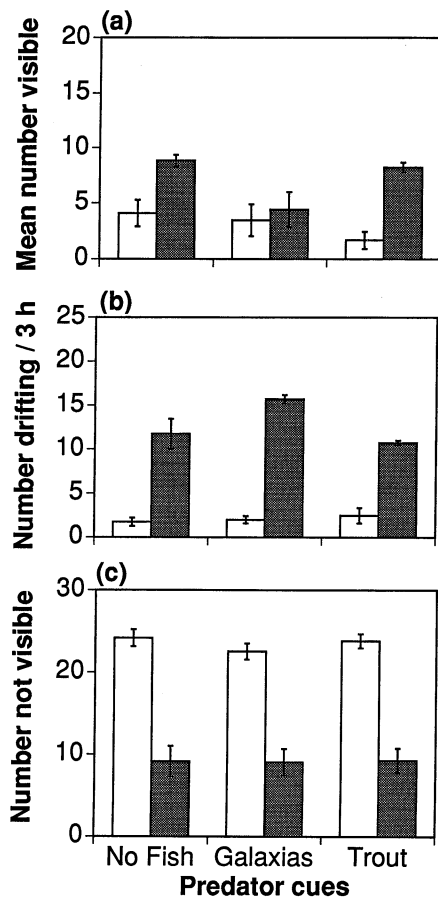 (a)
Mean number visible
20
15
10
5
0
(b)
Number drifting / 3 h
25
20
15
10
5
0
(c)
Number not visible
30
20
10
0
No Fish Galaxias Trout
Predator cues